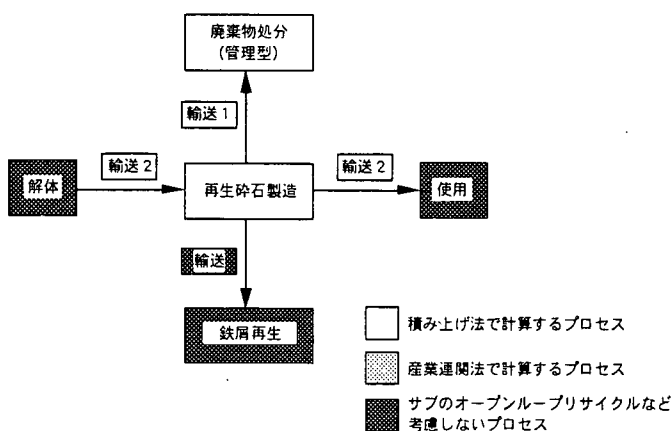 廃棄物処分
(管理型)
輸送1
輸送2
輸送2
解体
再生砕石製造
使用
輸送
鉄屑再生
積み上げ法で計算するプロセス
産業連関法で計算するプロセス
サブのオープンループリサイクルなど
考慮しないプロセス